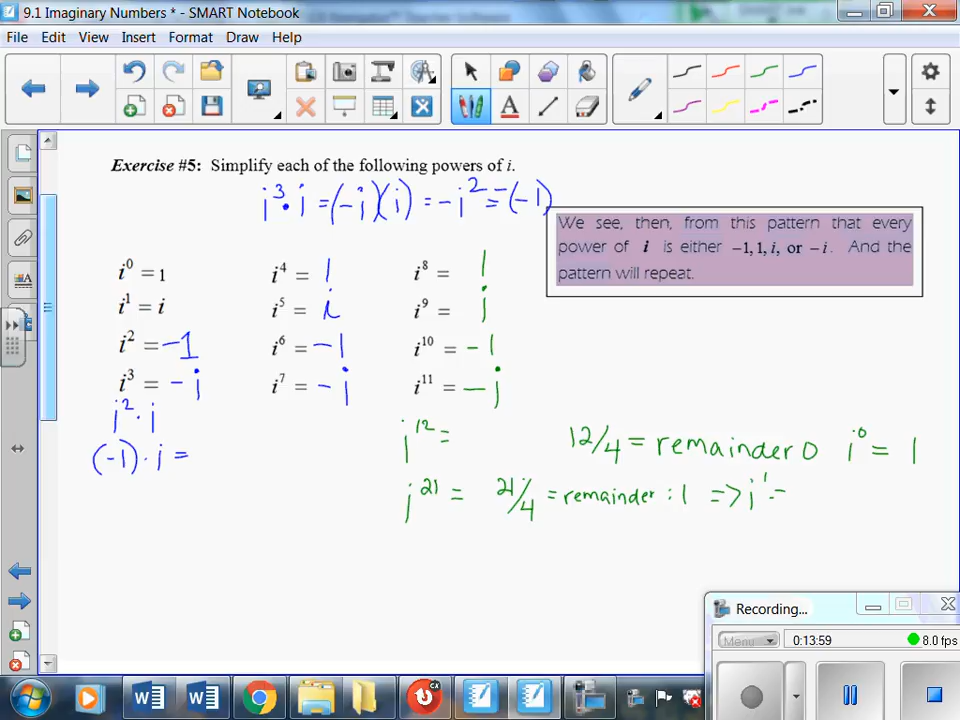 9.1 Imaginary Numbers * - SMART Notebook
File Edit View Insert Format Draw Help
Exercise #5: Simplify each of the following powers of i.
i³·i = (-i)(i) = -i² = -(-1)
We see, then, from this pattern that every
power of i is either −1, 1, i, or −i. And the
pattern will repeat.
i⁰ = 1
i¹ = i
i² = -1
i³ = -i
i²·i
(-1)·i =
i⁴ = 1
i⁵ = i
i⁶ = -1
i⁷ = -i
i⁸ = 1
i⁹ = i
i¹⁰ = -1
i¹¹ = -i
i¹² = 12/4 = remainder 0 i⁰ = 1
i²¹ = 21/4 = remainder : 1 => i¹ =
Recording...
Menu 0:13:59 8.0 fps